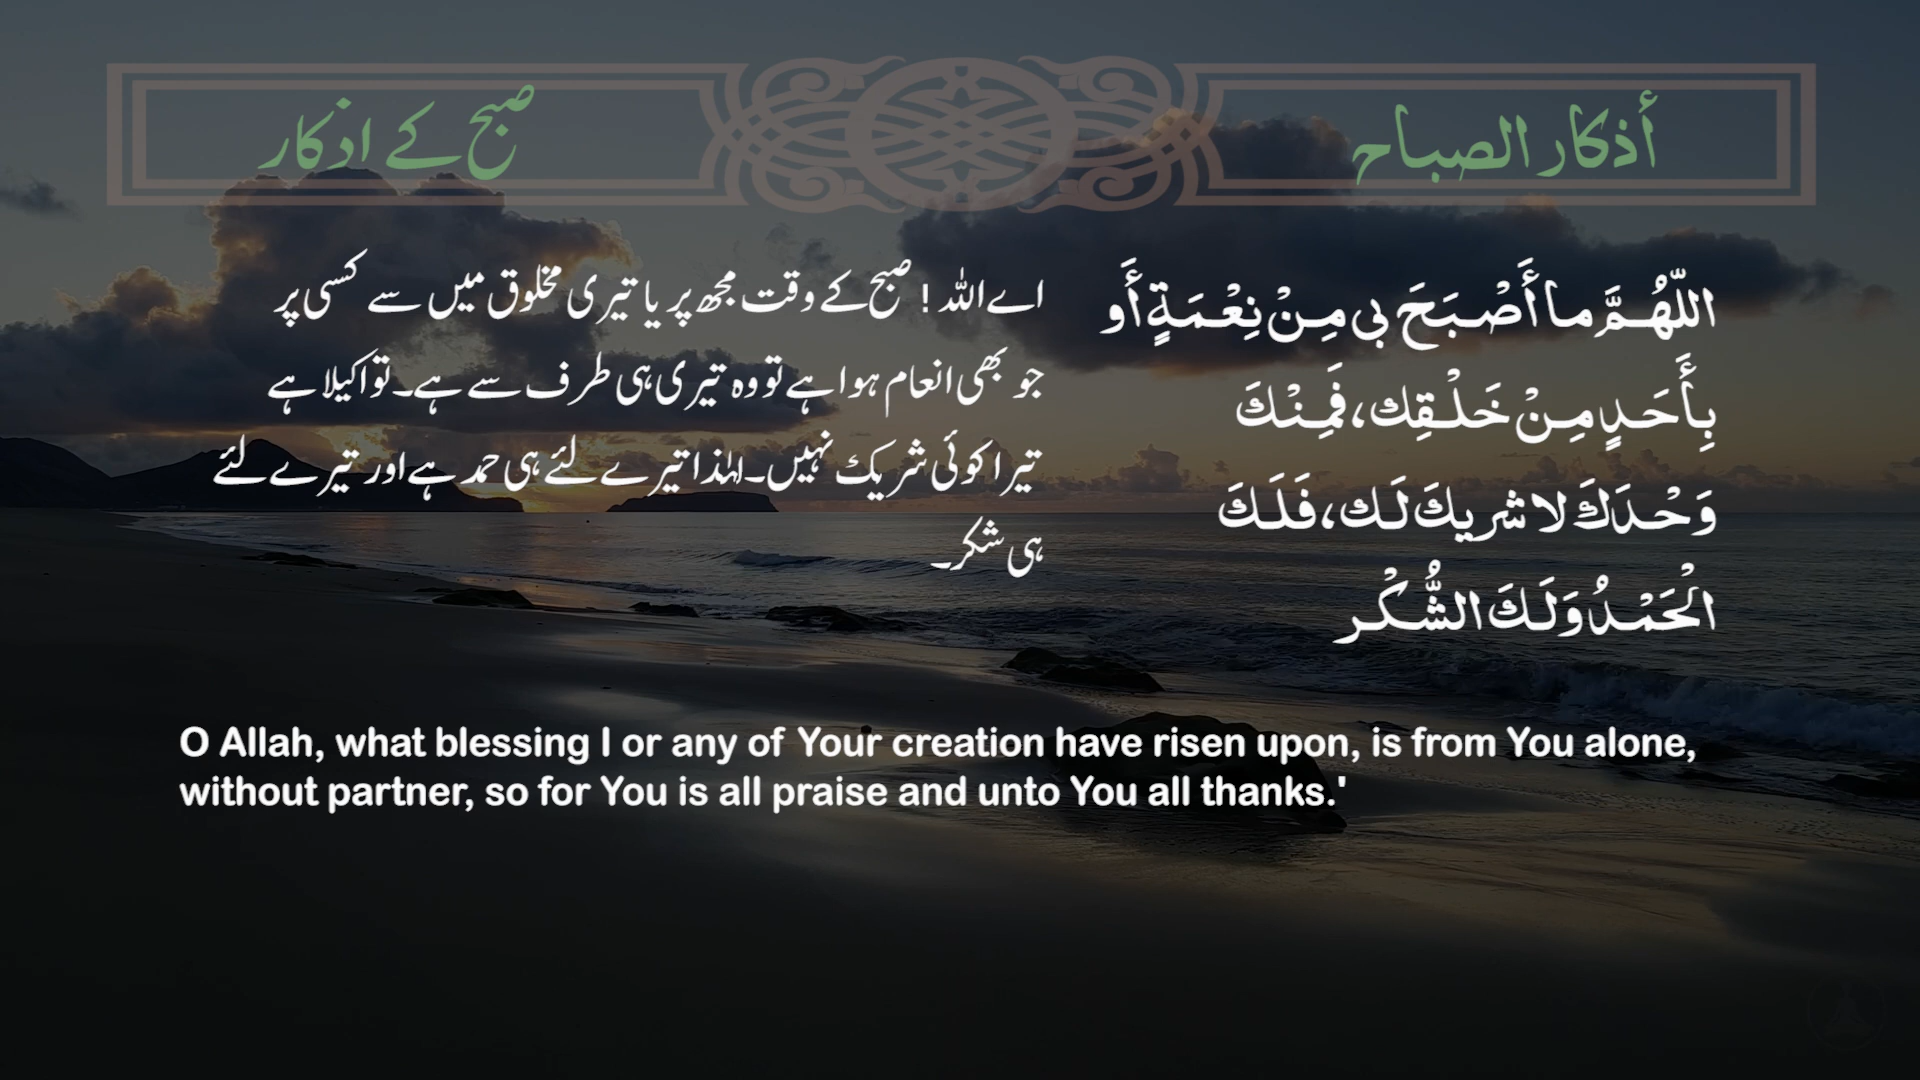 أذكار الصباح
صبح کے اذکار
اللّهُمَّ ما أَصْبَحَ بي مِنْ نِعْمَةٍ أَو
بِأَحَدٍ مِنْ خَلْقِك، فَمِنْكَ
وَحْدَكَ لا شريكَ لَك، فَلَكَ
الْحَمْدُ وَلَكَ الشُّكْر
اے اللہ! صبح کے وقت مجھ پر یا تیری مخلوق میں سے کسی پر
جو بھی انعام ہوا ہے تو وہ تیری ہی طرف سے ہے۔ تو اکیلا ہے
تیرا کوئی شریک نہیں۔ لہٰذا تیرے لئے ہی حمد ہے اور تیرے لئے
ہی شکر۔
O Allah, what blessing I or any of Your creation have risen upon, is from You alone,
without partner, so for You is all praise and unto You all thanks.'